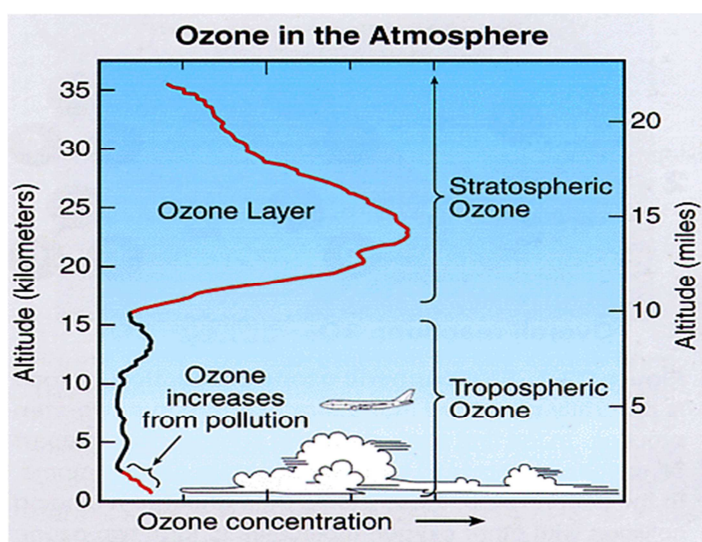 Ozone in the Atmosphere
Altitude (kilometers)
35
30
25
20
15
10
5
0
Ozone Layer
Stratospheric
Ozone
Ozone
increases
from pollution
Tropospheric
Ozone
20
15
10
5
Altitude (miles)
Ozone concentration